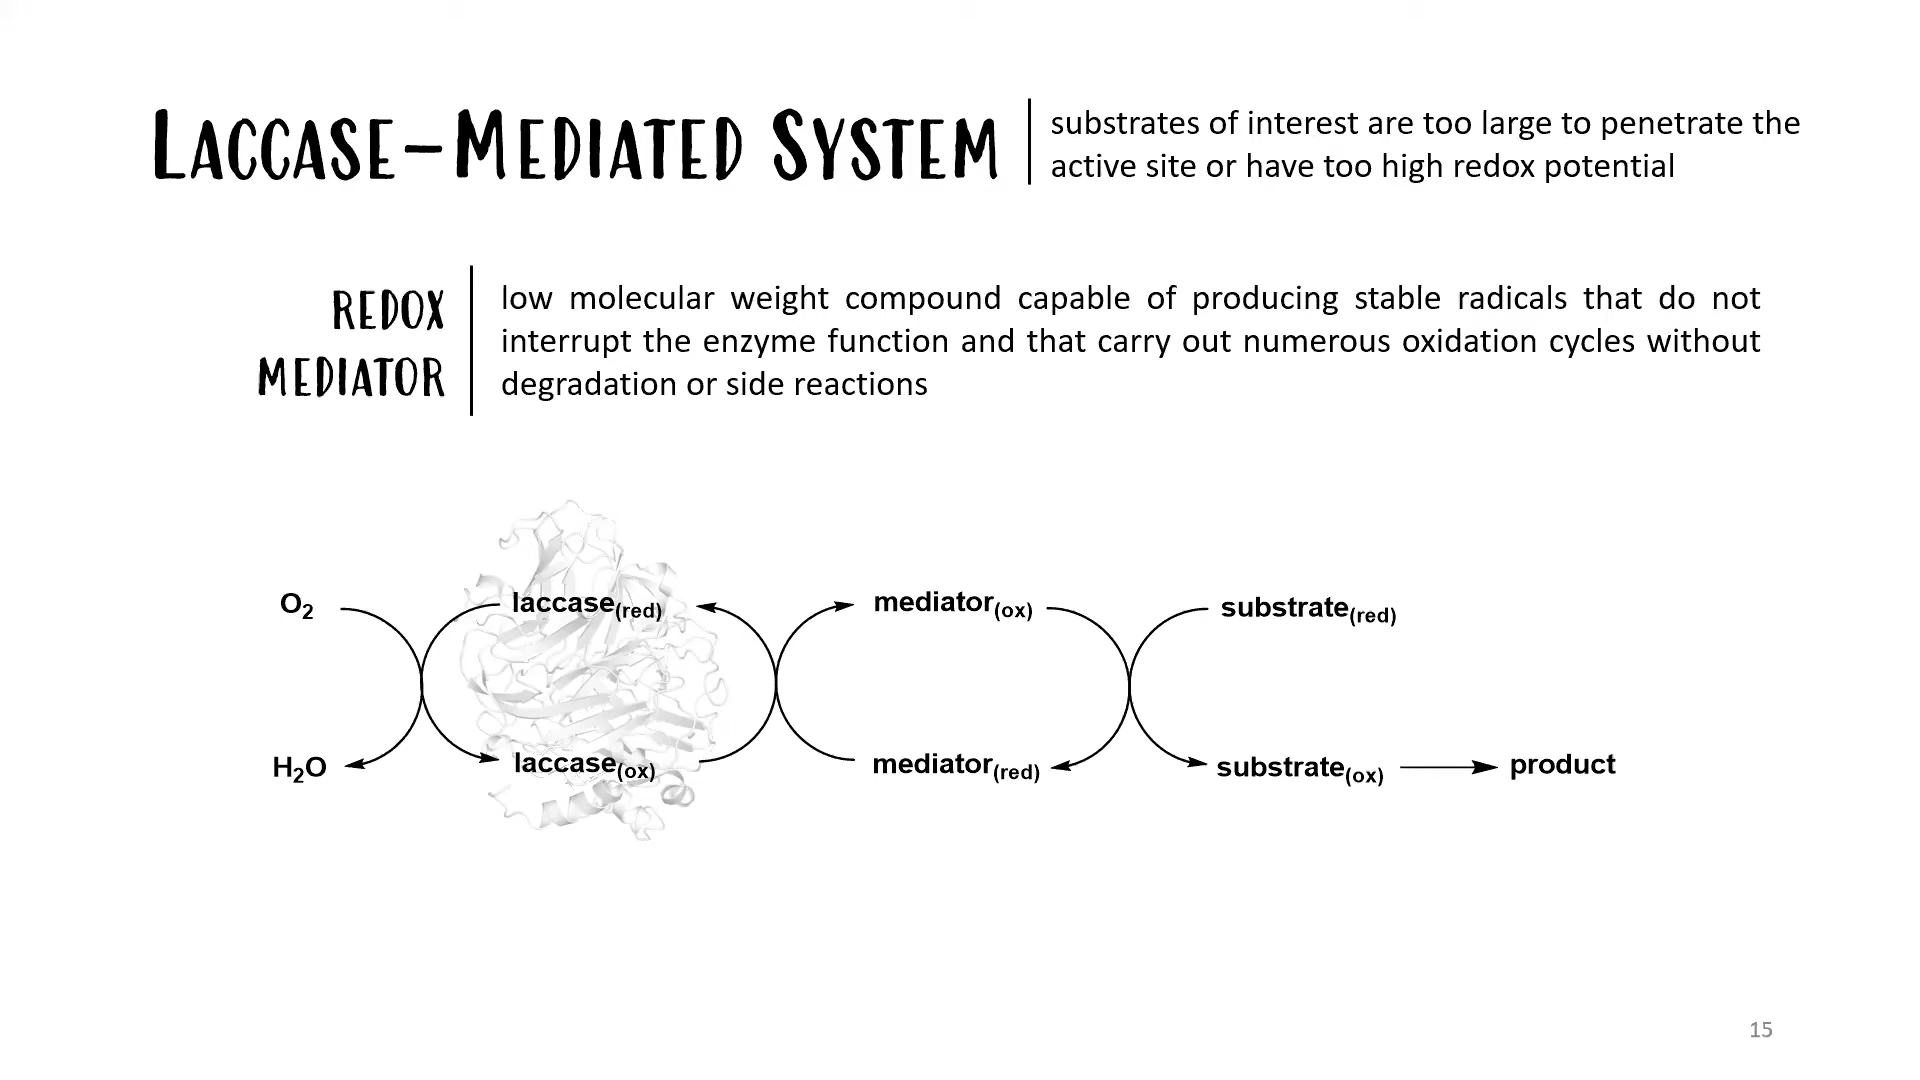 LACCASE-MEDIATED SYSTEM
substrates of interest are too large to penetrate the
active site or have too high redox potential
REDOX
MEDIATOR
low molecular weight compound capable of producing stable radicals that do not
interrupt the enzyme function and that carry out numerous oxidation cycles without
degradation or side reactions
O2 laccase(red) mediator(ox) substrate(red)
H2O laccase(ox) mediator(red) substrate(ox) product
15